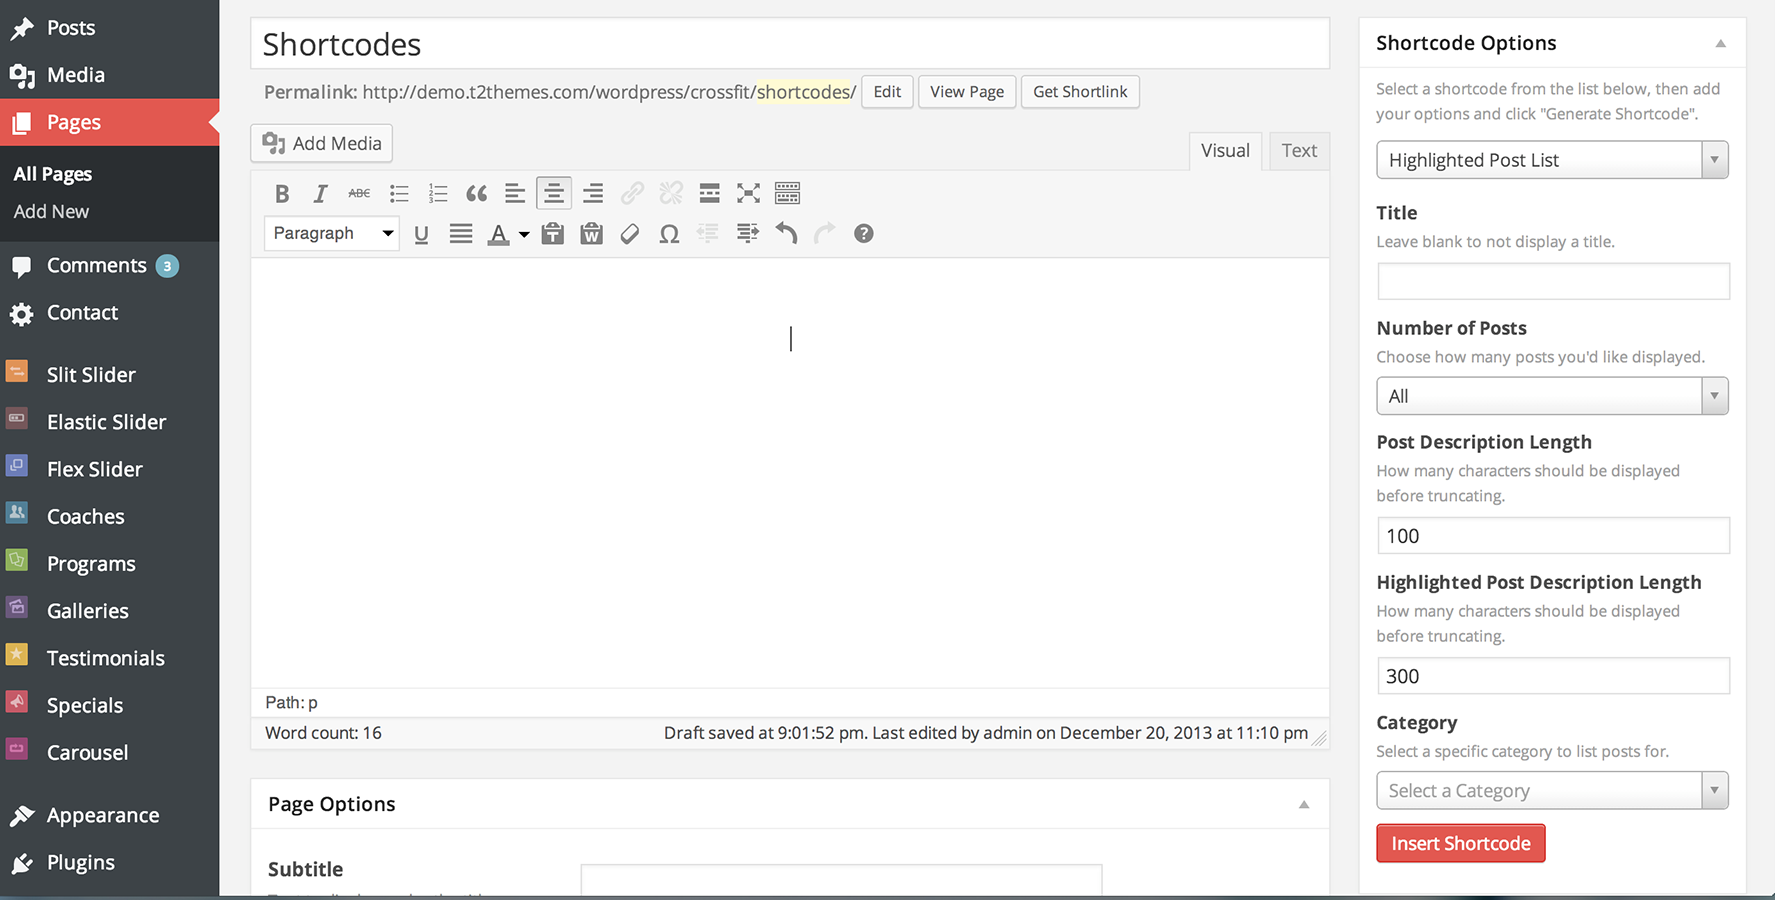 Posts
Media
Pages
All Pages
Add New
Comments 3
Contact
Slit Slider
Elastic Slider
Flex Slider
Coaches
Programs
Galleries
Testimonials
Specials
Carousel
Appearance
Plugins
Shortcodes
Permalink: http://demo.t2themes.com/wordpress/crossfit/shortcodes/ Edit View Page Get Shortlink
Add Media
Visual Text
B I ABC
Paragraph U A T W Ω ?
Path: p
Word count: 16 Draft saved at 9:01:52 pm. Last edited by admin on December 20, 2013 at 11:10 pm
Page Options
Subtitle
Shortcode Options
Select a shortcode from the list below, then add
your options and click "Generate Shortcode".
Highlighted Post List
Title
Leave blank to not display a title.
Number of Posts
Choose how many posts you'd like displayed.
All
Post Description Length
How many characters should be displayed
before truncating.
100
Highlighted Post Description Length
How many characters should be displayed
before truncating.
300
Category
Select a specific category to list posts for.
Select a Category
Insert Shortcode